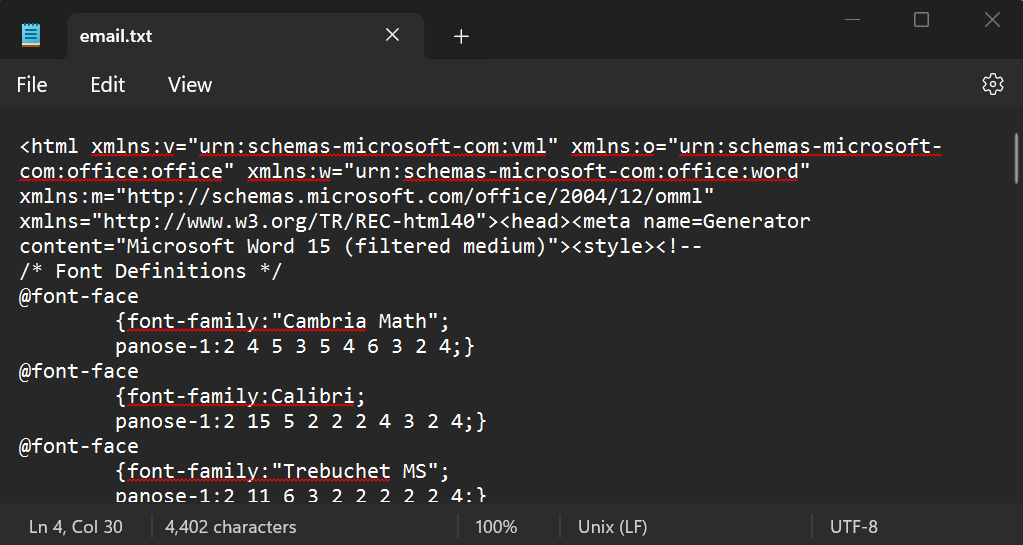 email.txt
File Edit View
<html xmlns:v="urn:schemas-microsoft-com:vml" xmlns:o="urn:schemas-microsoft-
com:office:office" xmlns:w="urn:schemas-microsoft-com:office:word"
xmlns:m="http://schemas.microsoft.com/office/2004/12/omml"
xmlns="http://www.w3.org/TR/REC-html40"><head><meta name=Generator
content="Microsoft Word 15 (filtered medium)"><style><!--
/* Font Definitions */
@font-face
	{font-family:"Cambria Math";
	panose-1:2 4 5 3 5 4 6 3 2 4;}
@font-face
	{font-family:Calibri;
	panose-1:2 15 5 2 2 2 4 3 2 4;}
@font-face
	{font-family:"Trebuchet MS";
	panose-1:2 11 6 3 2 2 2 2 2 4;}
Ln 4, Col 30 4,402 characters 100% Unix (LF) UTF-8